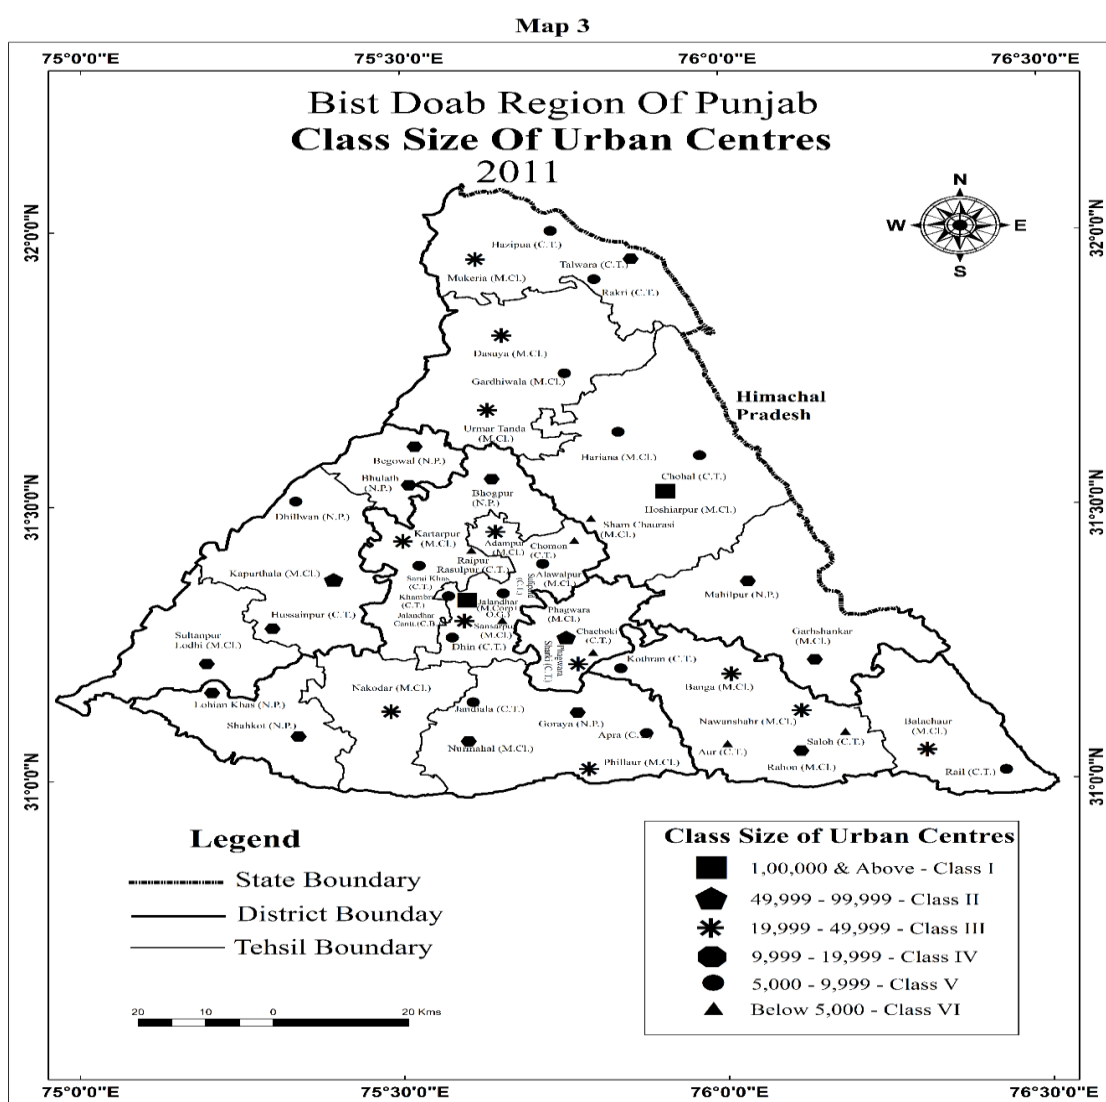 Map 3
75°0'0"E
75°30'0"E
76°0'0"E
76°30'0"E
Bist Doab Region Of Punjab
Class Size Of Urban Centres
2011
N
W
E
S
32°0'0"N
32°0'0"N
Hazipua (C.T.)
Talwara (C.T.)
Mukeria (M.Cl.)
Rakri (C.T.)
Dasuya (M.Cl.)
Gardhiwala (M.Cl.)
Himachal
Pradesh
Urmar Tanda
(M.Cl.)
Hariana (M.Cl.)
Begowal (N.P.)
Chohal (C.T.)
Bhulath
(N.P.)
Bhogpur
(N.P.)
31°30'0"N
31°30'0"N
Hoshiarpur (M.Cl.)
Dhillwan (N.P.)
Sham Chaurasi
(M.Cl.)
Kartarpur
(M.Cl.)
Adampur
(M.Cl.)
Chomon
(C.T.)
Raipur
Rasulpur (C.T.)
Kapurthala (M.Cl.)
Alawalpur
(M.Cl.)
Sarai Khas
(C.T.)
Mahilpur (N.P.)
Khambra
(C.T.)
Jalandhar
(M.Corp.)
O.G.)
Hussainpur (C.T.)
Jalandhar
Cann.(C.B.)
Sansarpur
(M.Cl.)
Phagwara
(M.Cl.)
Chachoki
(C.T.)
Sultanpur
Lodhi (M.Cl.)
Dhin (C.T.)
Garhshankar
(M.Cl.)
Kothran (C.T.)
Nakodar (M.Cl.)
Banga (M.Cl.)
Lohian Khas (N.P.)
Jandiala (C.T.)
Shahkot (N.P.)
Goraya (N.P.)
Nawanshahr (M.Cl.)
Balachaur
(M.Cl.)
Apra (C.T.)
Nurmahal (M.Cl.)
Aur (C.T.)
Saloh (C.T.)
Phillaur (M.Cl.)
Rahon (M.Cl.)
Rail (C.T.)
31°0'0"N
31°0'0"N
Legend
State Boundary
District Bounday
Tehsil Boundary
20
10
0
20 Kms
Class Size of Urban Centres
1,00,000 & Above - Class I
49,999 - 99,999 - Class II
19,999 - 49,999 - Class III
9,999 - 19,999 - Class IV
5,000 - 9,999 - Class V
Below 5,000 - Class VI
75°0'0"E
75°30'0"E
76°0'0"E
76°30'0"E